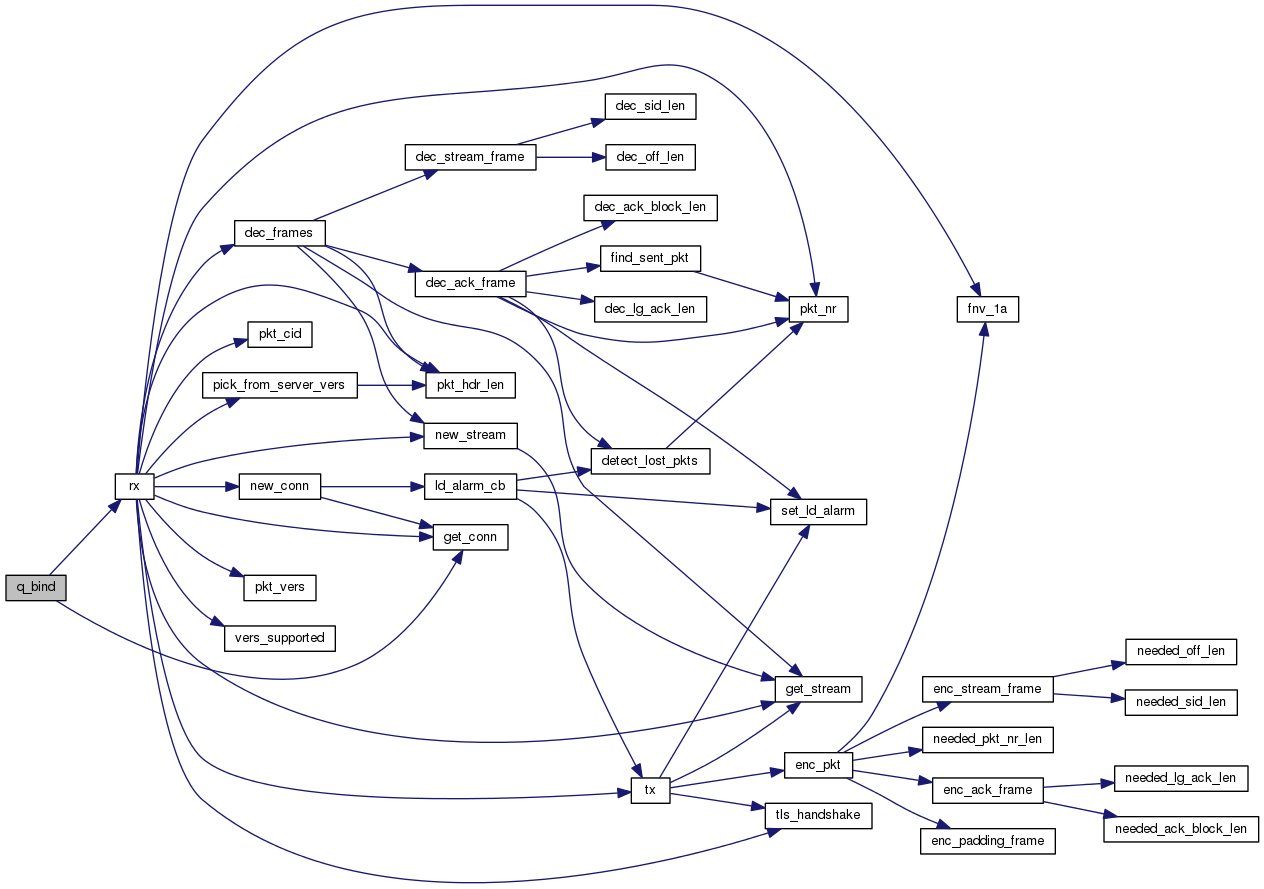 dec_sid_len
dec_stream_frame
dec_off_len
dec_ack_block_len
dec_frames
find_sent_pkt
dec_ack_frame
dec_lg_ack_len
pkt_nr
fnv_1a
pkt_cid
pick_from_server_vers
pkt_hdr_len
new_stream
detect_lost_pkts
rx
new_conn
ld_alarm_cb
set_ld_alarm
get_conn
q_bind
pkt_vers
vers_supported
needed_off_len
get_stream
enc_stream_frame
needed_sid_len
needed_pkt_nr_len
enc_pkt
needed_lg_ack_len
tx
enc_ack_frame
tls_handshake
needed_ack_block_len
enc_padding_frame